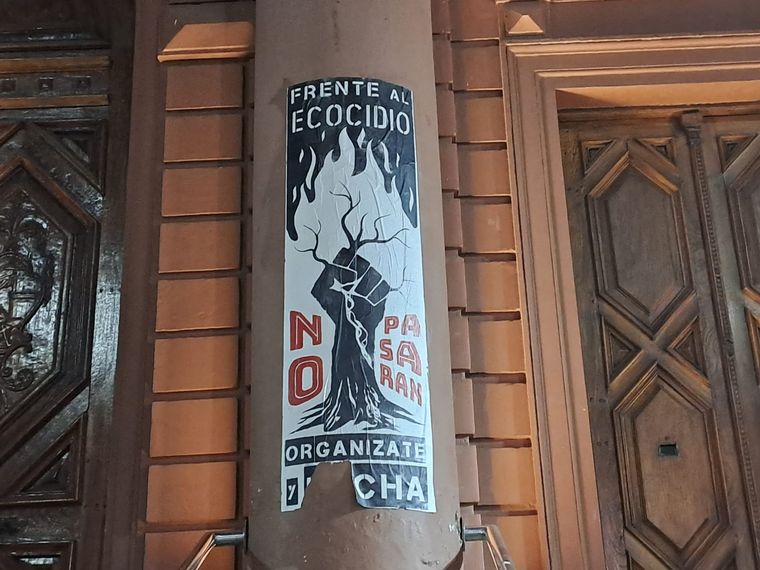 FRENTE AL
ECOCIDIO
NO
PA
SA
RAN
ORGANIZATE
y CHA